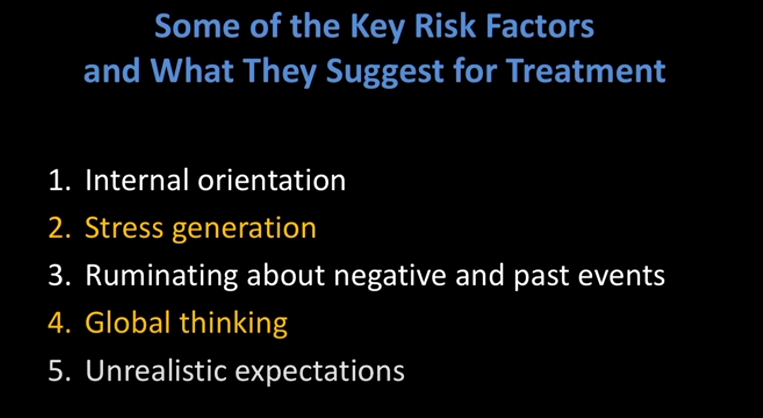 Some of the Key Risk Factors
and What They Suggest for Treatment
1. Internal orientation
2. Stress generation
3. Ruminating about negative and past events
4. Global thinking
5. Unrealistic expectations